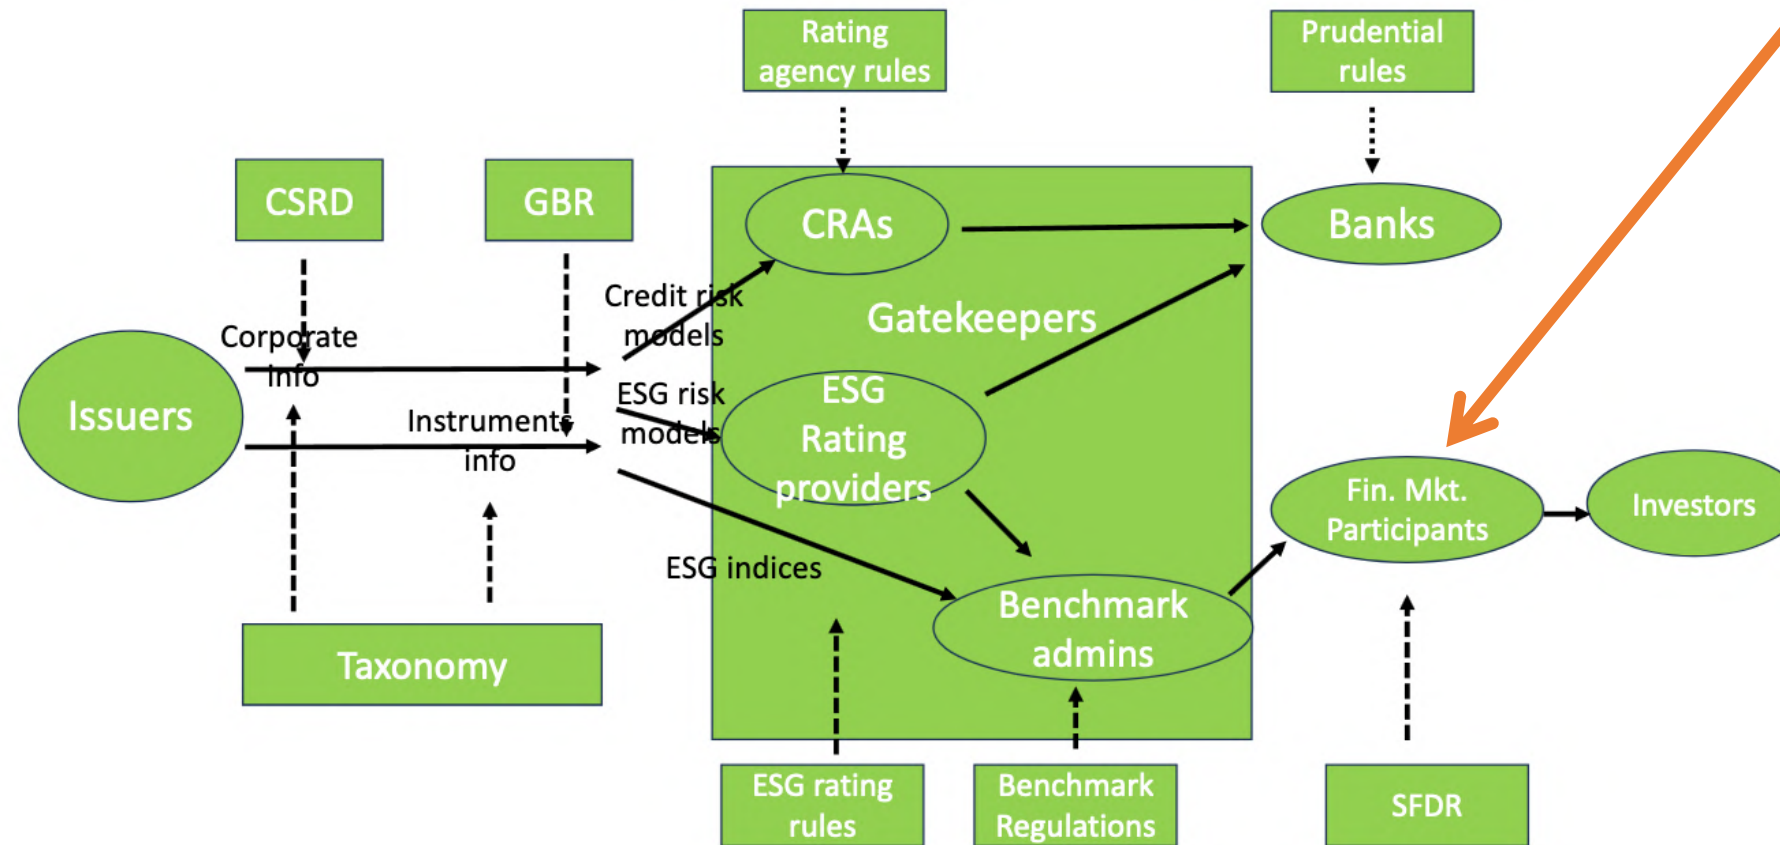 Rating
agency rules
Prudential
rules
CSRD
GBR
CRAs
Banks
Credit risk
models
Gatekeepers
Corporate
info
Issuers
ESG risk
models
ESG
Rating
providers
Instruments
info
Fin. Mkt.
Participants
Investors
ESG indices
Benchmark
admins
Taxonomy
ESG rating
rules
Benchmark
Regulations
SFDR